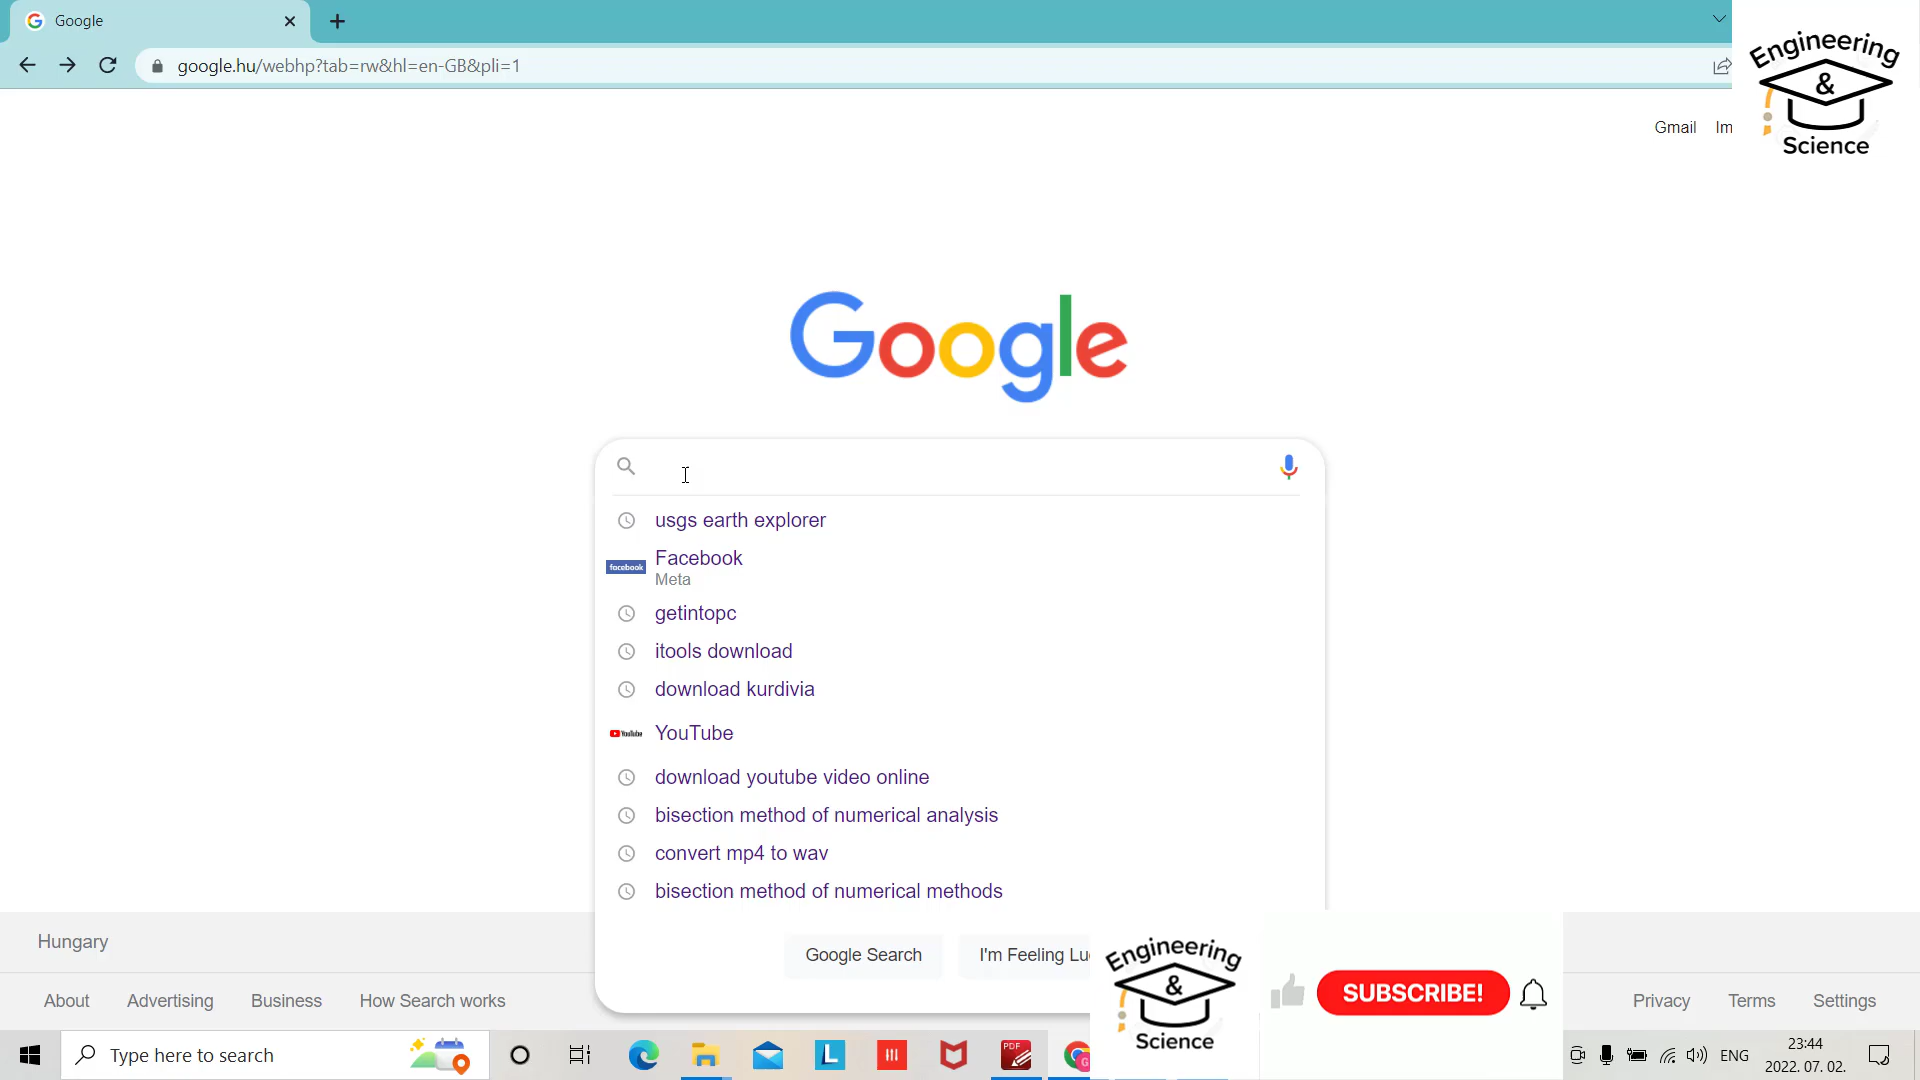 Google
google.hu/webhp?tab=rw&hl=en-GB&pli=1
Engineering
&
Science
Gmail Im
Google
usgs earth explorer
facebook
Facebook
Meta
getintopc
itools download
download kurdivia
YouTube
YouTube
download youtube video online
bisection method of numerical analysis
convert mp4 to wav
bisection method of numerical methods
Hungary
Google Search I'm Feeling Lu
About Advertising Business How Search works
Engineering
&
Science
SUBSCRIBE!
Privacy Terms Settings
Type here to search
L
PDF
G
ENG
23:44
2022. 07. 02.